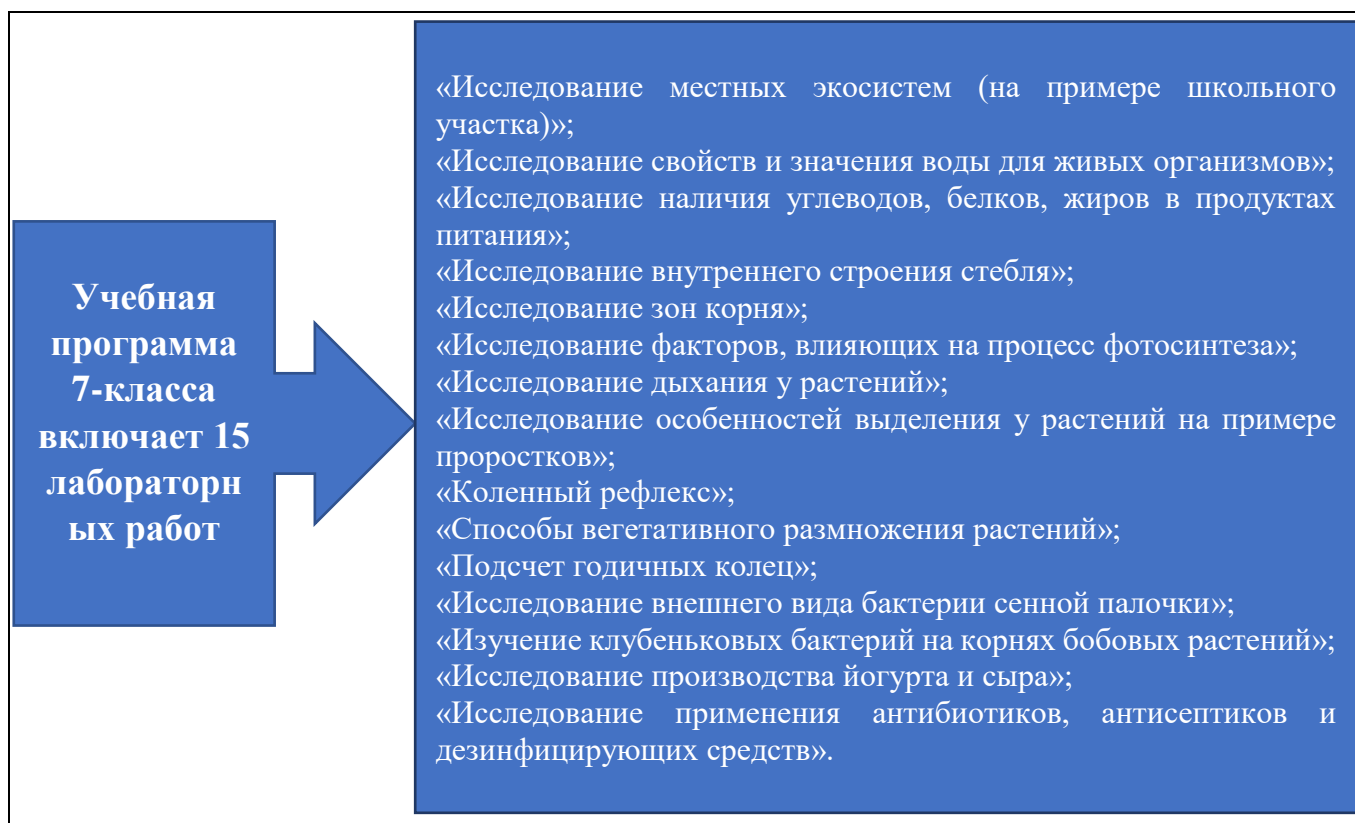 Учебная
программа
7-класса
включает 15
лабораторн
ых работ
«Исследование местных экосистем (на примере школьного
участка)»;
«Исследование свойств и значения воды для живых организмов»;
«Исследование наличия углеводов, белков, жиров в продуктах
питания»;
«Исследование внутреннего строения стебля»;
«Исследование зон корня»;
«Исследование факторов, влияющих на процесс фотосинтеза»;
«Исследование дыхания у растений»;
«Исследование особенностей выделения у растений на примере
проростков»;
«Коленный рефлекс»;
«Способы вегетативного размножения растений»;
«Подсчет годичных колец»;
«Исследование внешнего вида бактерии сенной палочки»;
«Изучение клубеньковых бактерий на корнях бобовых растений»;
«Исследование производства йогурта и сыра»;
«Исследование применения антибиотиков, антисептиков и
дезинфицирующих средств».